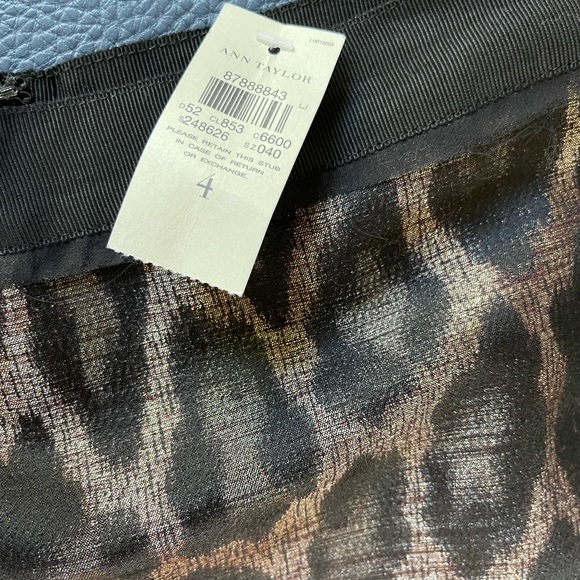 ANN TAYLOR
87888843
LJ
D52 CL853 C6600
S248626 SZ040
PLEASE RETAIN THIS STUB
IN CASE OF RETURN
OR EXCHANGE.
4